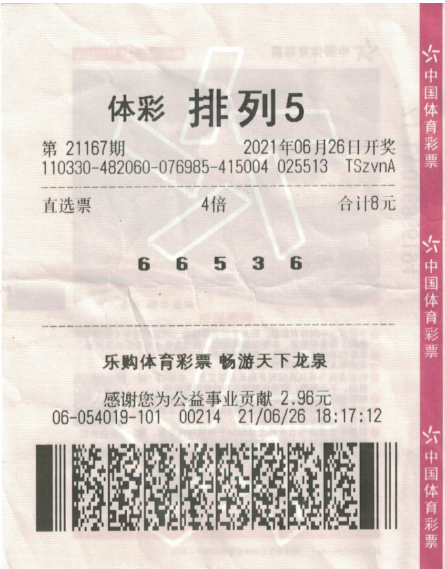 体彩 排列5
第 21167期 2021年06月26日开奖
110330-482060-076985-415004 025513 TSzvnA
直选票 4倍 合计8元
6 6 5 3 6
乐购体育彩票 畅游天下龙泉
感谢您为公益事业贡献 2.96元
06-054019-101 00214 21/06/26 18:17:12
中国体育彩票
中国体育彩票
中国体育彩票